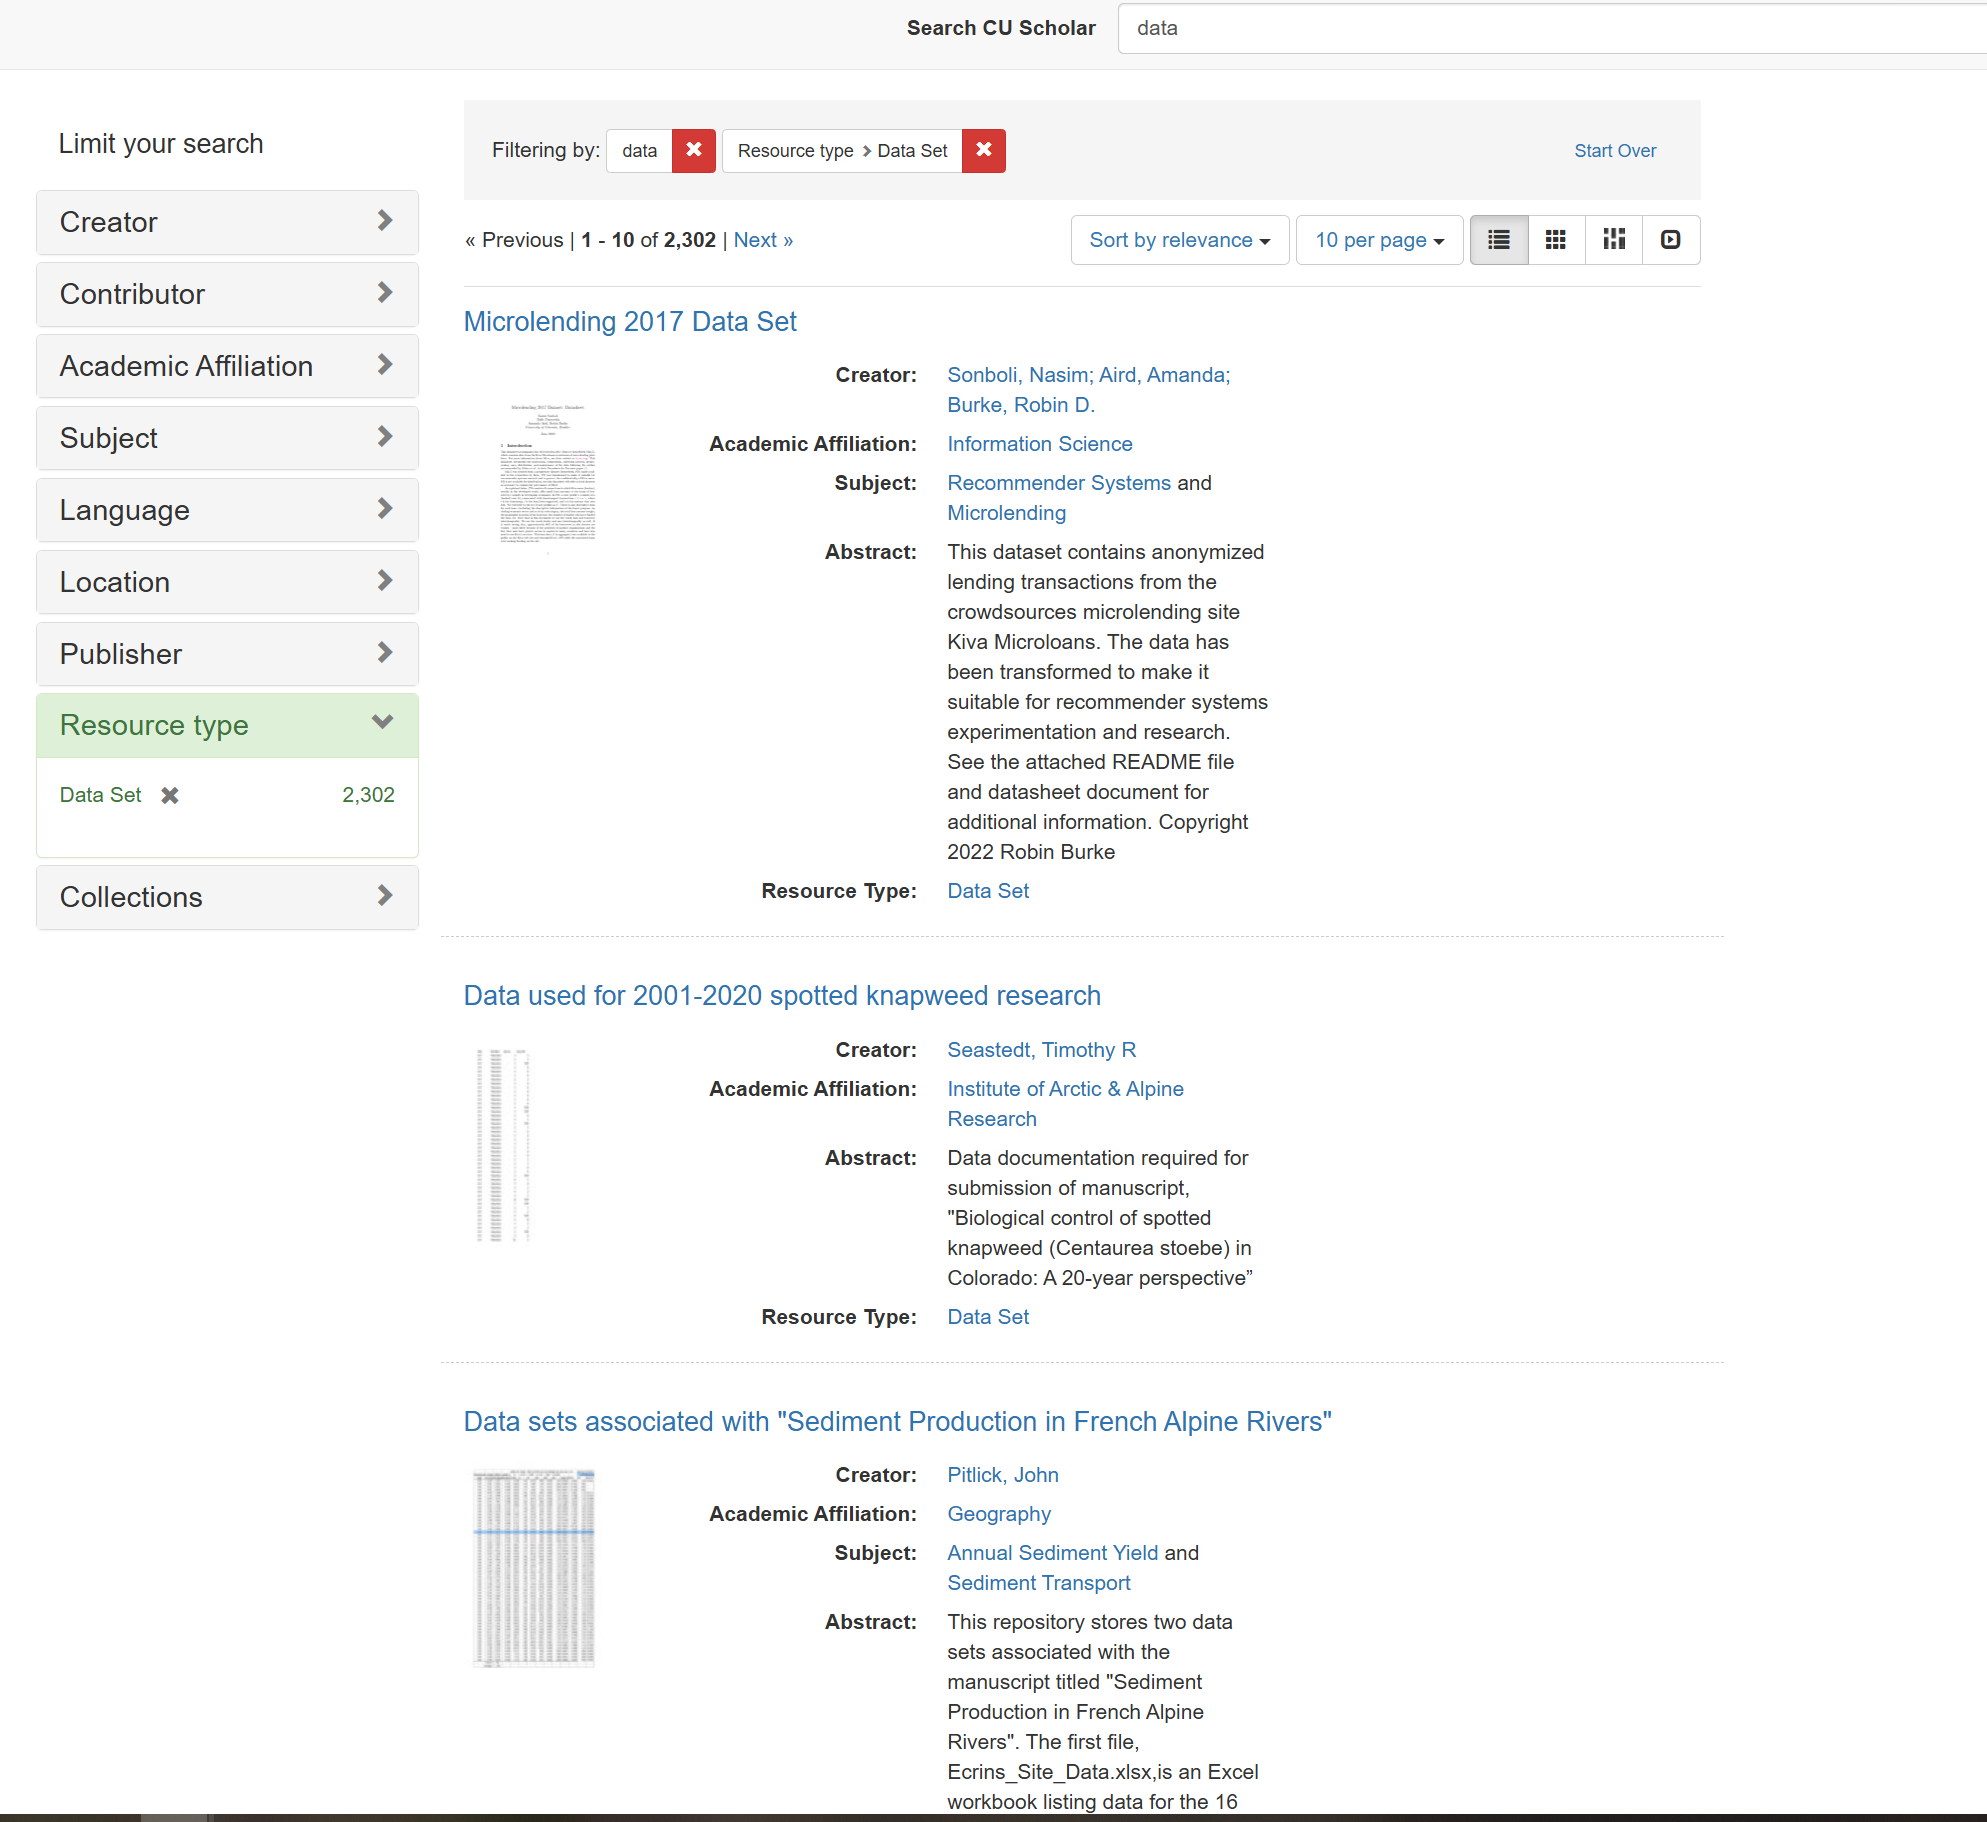 Search CU Scholar data
Limit your search
Creator
Contributor
Academic Affiliation
Subject
Language
Location
Publisher
Resource type
Data Set ✖ 2,302
Collections
Filtering by: data ✖ Resource type > Data Set ✖ Start Over
« Previous | 1 - 10 of 2,302 | Next »
Sort by relevance
10 per page
Microlending 2017 Data Set
Creator: Sonboli, Nasim; Aird, Amanda;
Burke, Robin D.
Academic Affiliation: Information Science
Subject: Recommender Systems and
Microlending
Abstract: This dataset contains anonymized
lending transactions from the
crowdsources microlending site
Kiva Microloans. The data has
been transformed to make it
suitable for recommender systems
experimentation and research.
See the attached README file
and datasheet document for
additional information. Copyright
2022 Robin Burke
Resource Type: Data Set
Data used for 2001-2020 spotted knapweed research
Creator: Seastedt, Timothy R
Academic Affiliation: Institute of Arctic & Alpine
Research
Abstract: Data documentation required for
submission of manuscript,
"Biological control of spotted
knapweed (Centaurea stoebe) in
Colorado: A 20-year perspective”
Resource Type: Data Set
Data sets associated with "Sediment Production in French Alpine Rivers"
Creator: Pitlick, John
Academic Affiliation: Geography
Subject: Annual Sediment Yield and
Sediment Transport
Abstract: This repository stores two data
sets associated with the
manuscript titled "Sediment
Production in French Alpine
Rivers". The first file,
Ecrins_Site_Data.xlsx,is an Excel
workbook listing data for the 16